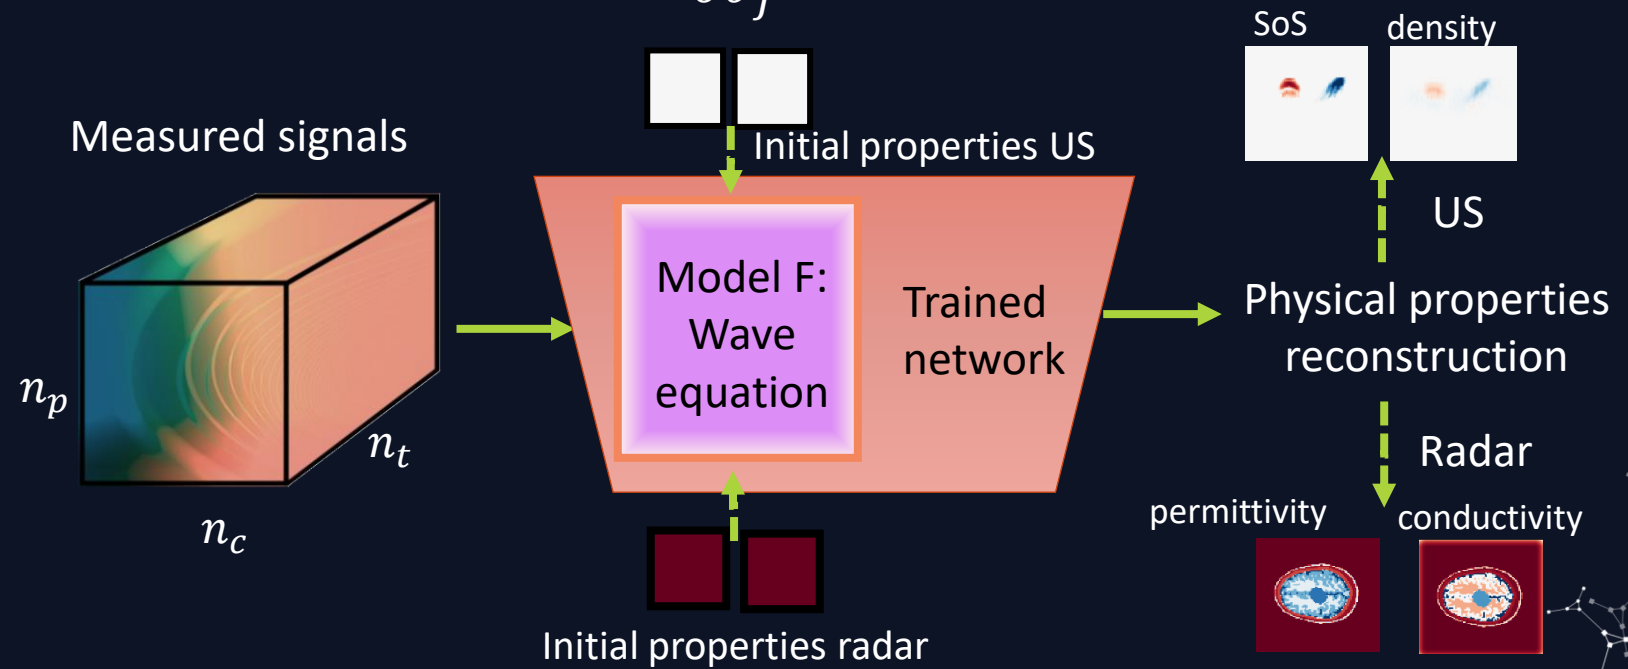 SoS
density
Measured signals
Initial properties US
US
Model F:
Wave
equation
Trained
network
Physical properties
reconstruction
n_p
n_t
n_c
Radar
permittivity
conductivity
Initial properties radar